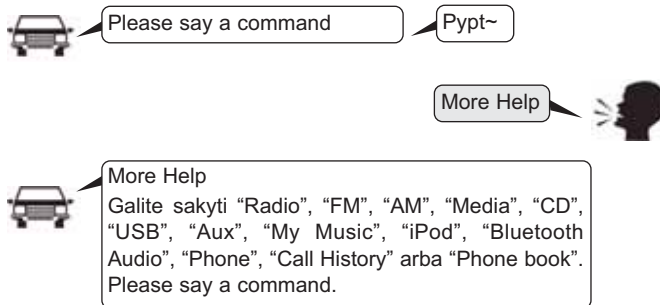 Please say a command
Pypt~
More Help
More Help
Galite sakyti “Radio”, “FM”, “AM”, “Media”, “CD”,
“USB”, “Aux”, “My Music”, “iPod”, “Bluetooth
Audio”, “Phone”, “Call History” arba “Phone book”.
Please say a command.